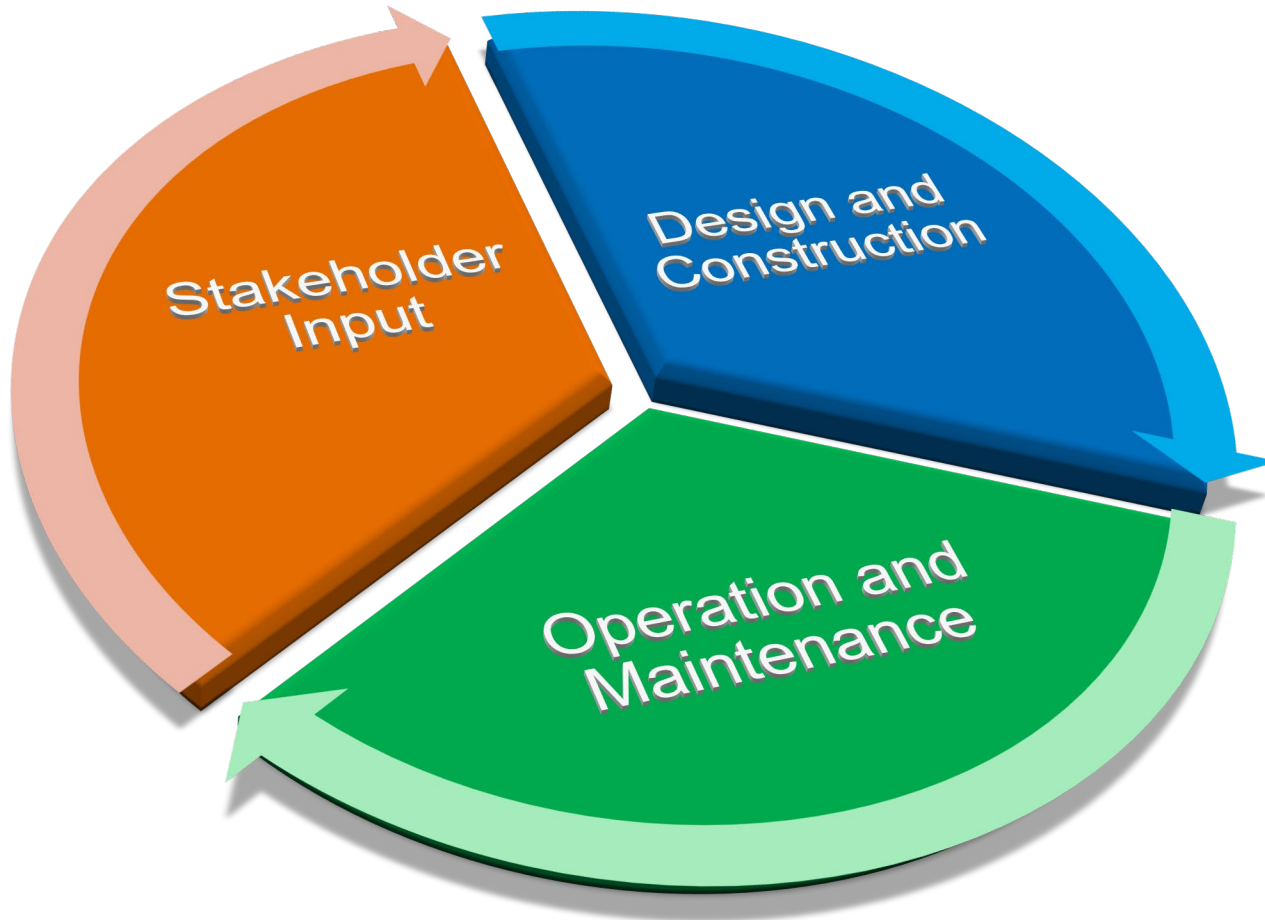 Stakeholder
Input
Design and
Construction
Operation and
Maintenance